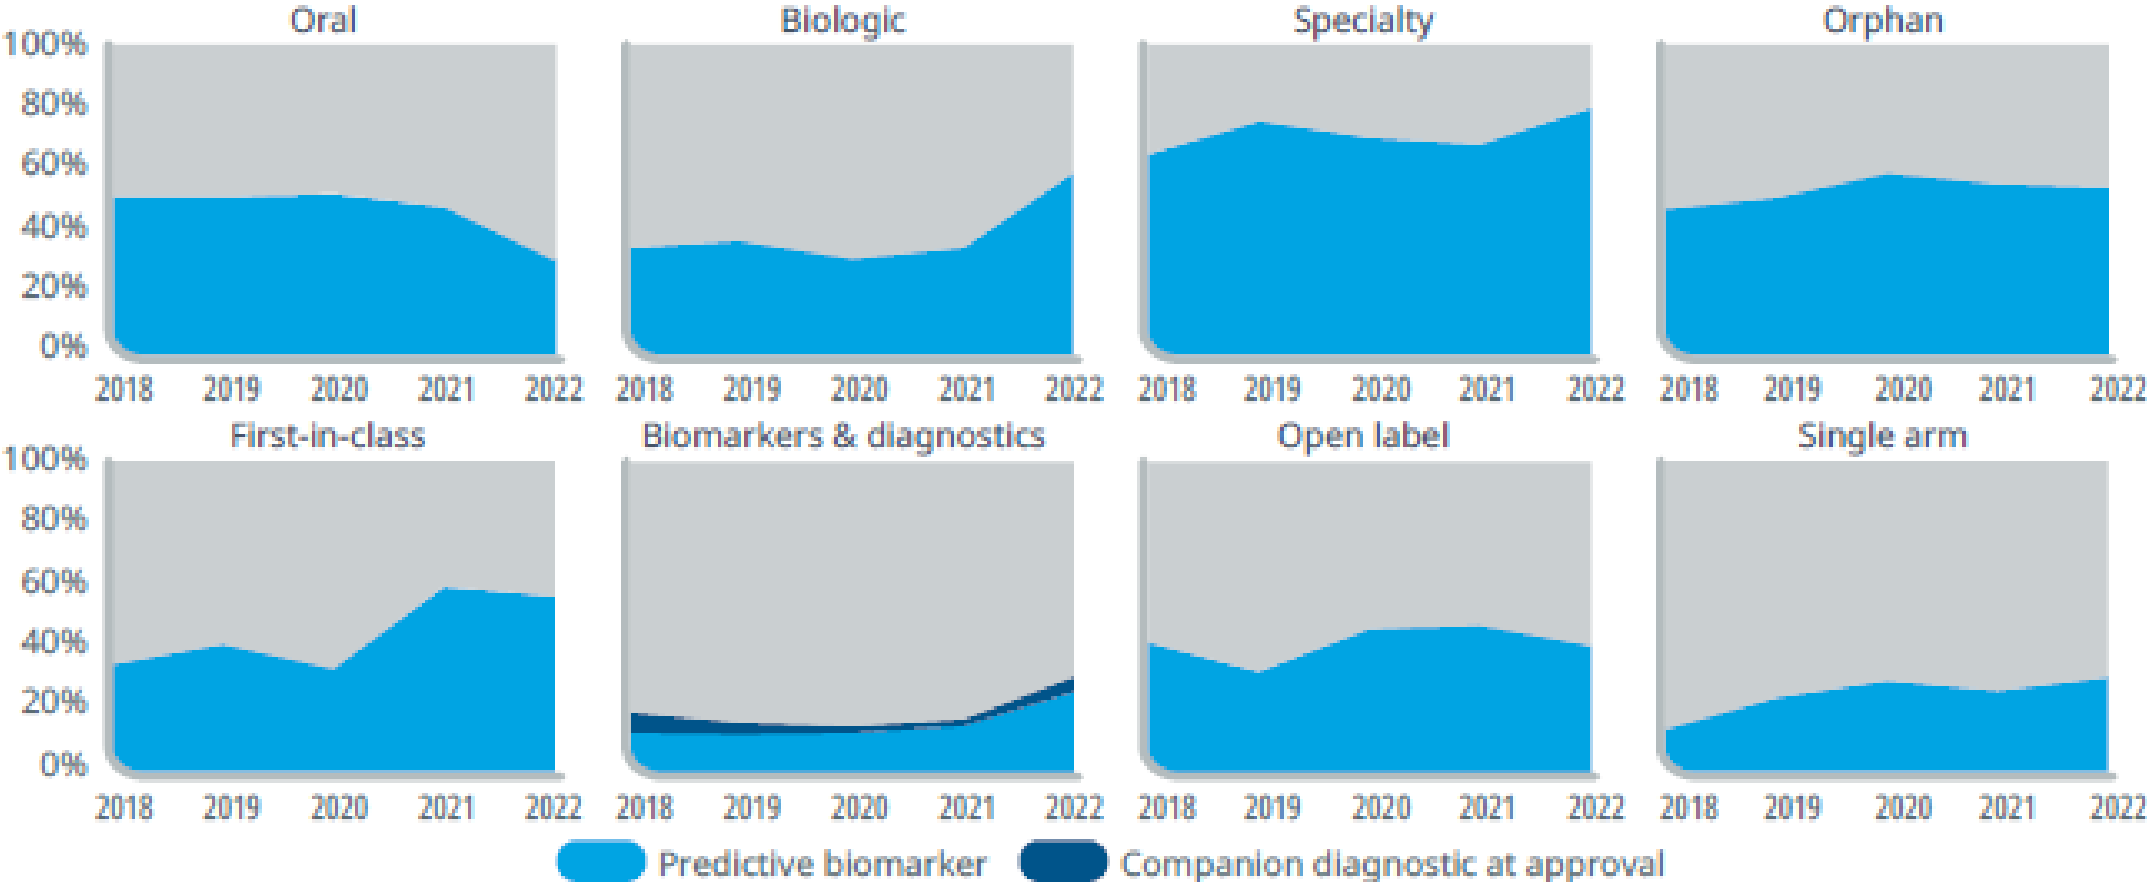 Oral Biologic Specialty Orphan
100%
80%
60%
40%
20%
0%
2018 2019 2020 2021 2022 2018 2019 2020 2021 2022 2018 2019 2020 2021 2022 2018 2019 2020 2021 2022
First-in-class Biomarkers & diagnostics Open label Single arm
100%
80%
60%
40%
20%
0%
2018 2019 2020 2021 2022 2018 2019 2020 2021 2022 2018 2019 2020 2021 2022 2018 2019 2020 2021 2022
Predictive biomarker Companion diagnostic at approval